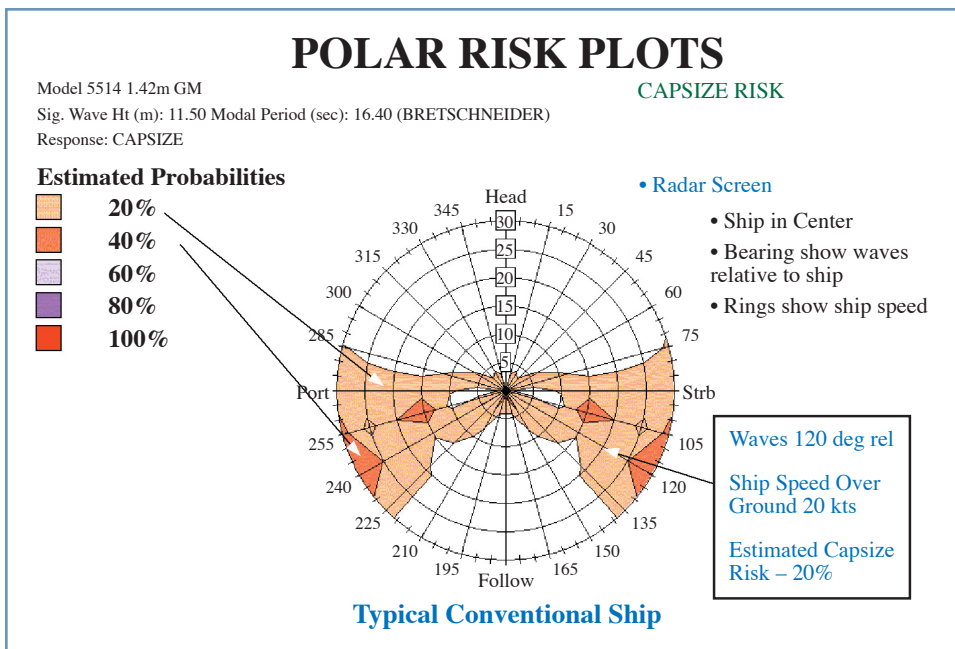 POLAR RISK PLOTS
Model 5514 1.42m GM
CAPSIZE RISK
Sig. Wave Ht (m): 11.50 Modal Period (sec): 16.40 (BRETSCHNEIDER)
Response: CAPSIZE
Estimated Probabilities
20%
40%
60%
80%
100%
• Radar Screen
• Ship in Center
• Bearing show waves
relative to ship
• Rings show ship speed
Head
345
15
330
30
315
45
300
60
285
75
30
25
20
15
10
5
Port
Strb
255
105
240
120
225
135
210
150
195
165
Follow
Waves 120 deg rel
Ship Speed Over
Ground 20 kts
Estimated Capsize
Risk – 20%
Typical Conventional Ship